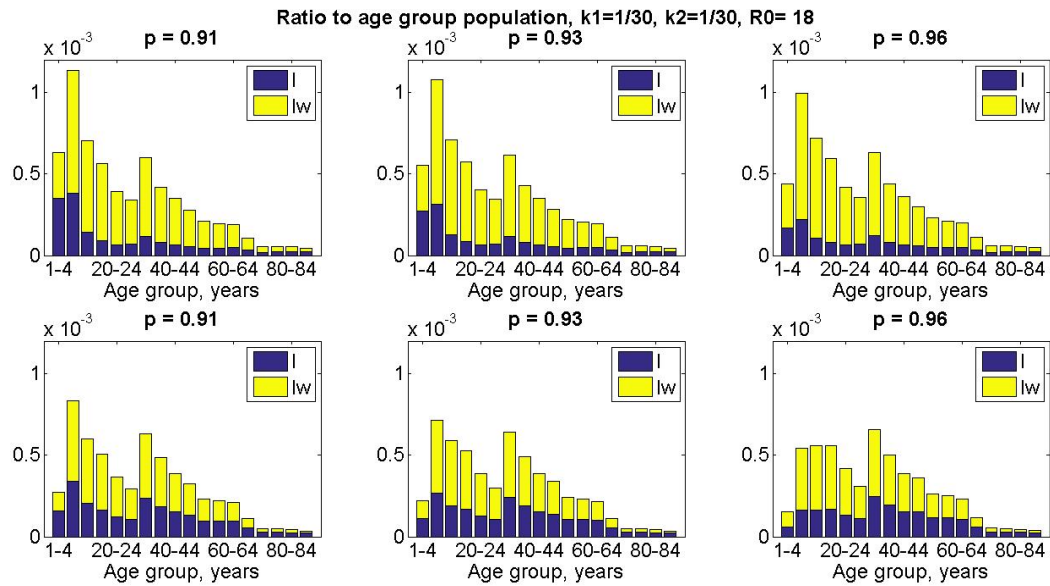 Ratio to age group population, k1=1/30, k2=1/30, R0= 18
x 10⁻³ p = 0.91 x 10⁻³ p = 0.93 x 10⁻³ p = 0.96
1 I 1 I 1 I
Iw Iw Iw
0.5 0.5 0.5
0 0 0
1-4 20-24 40-44 60-64 80-84 1-4 20-24 40-44 60-64 80-84 1-4 20-24 40-44 60-64 80-84
Age group, years Age group, years Age group, years
x 10⁻³ p = 0.91 x 10⁻³ p = 0.93 x 10⁻³ p = 0.96
1 I 1 I 1 I
Iw Iw Iw
0.5 0.5 0.5
0 0 0
1-4 20-24 40-44 60-64 80-84 1-4 20-24 40-44 60-64 80-84 1-4 20-24 40-44 60-64 80-84
Age group, years Age group, years Age group, years